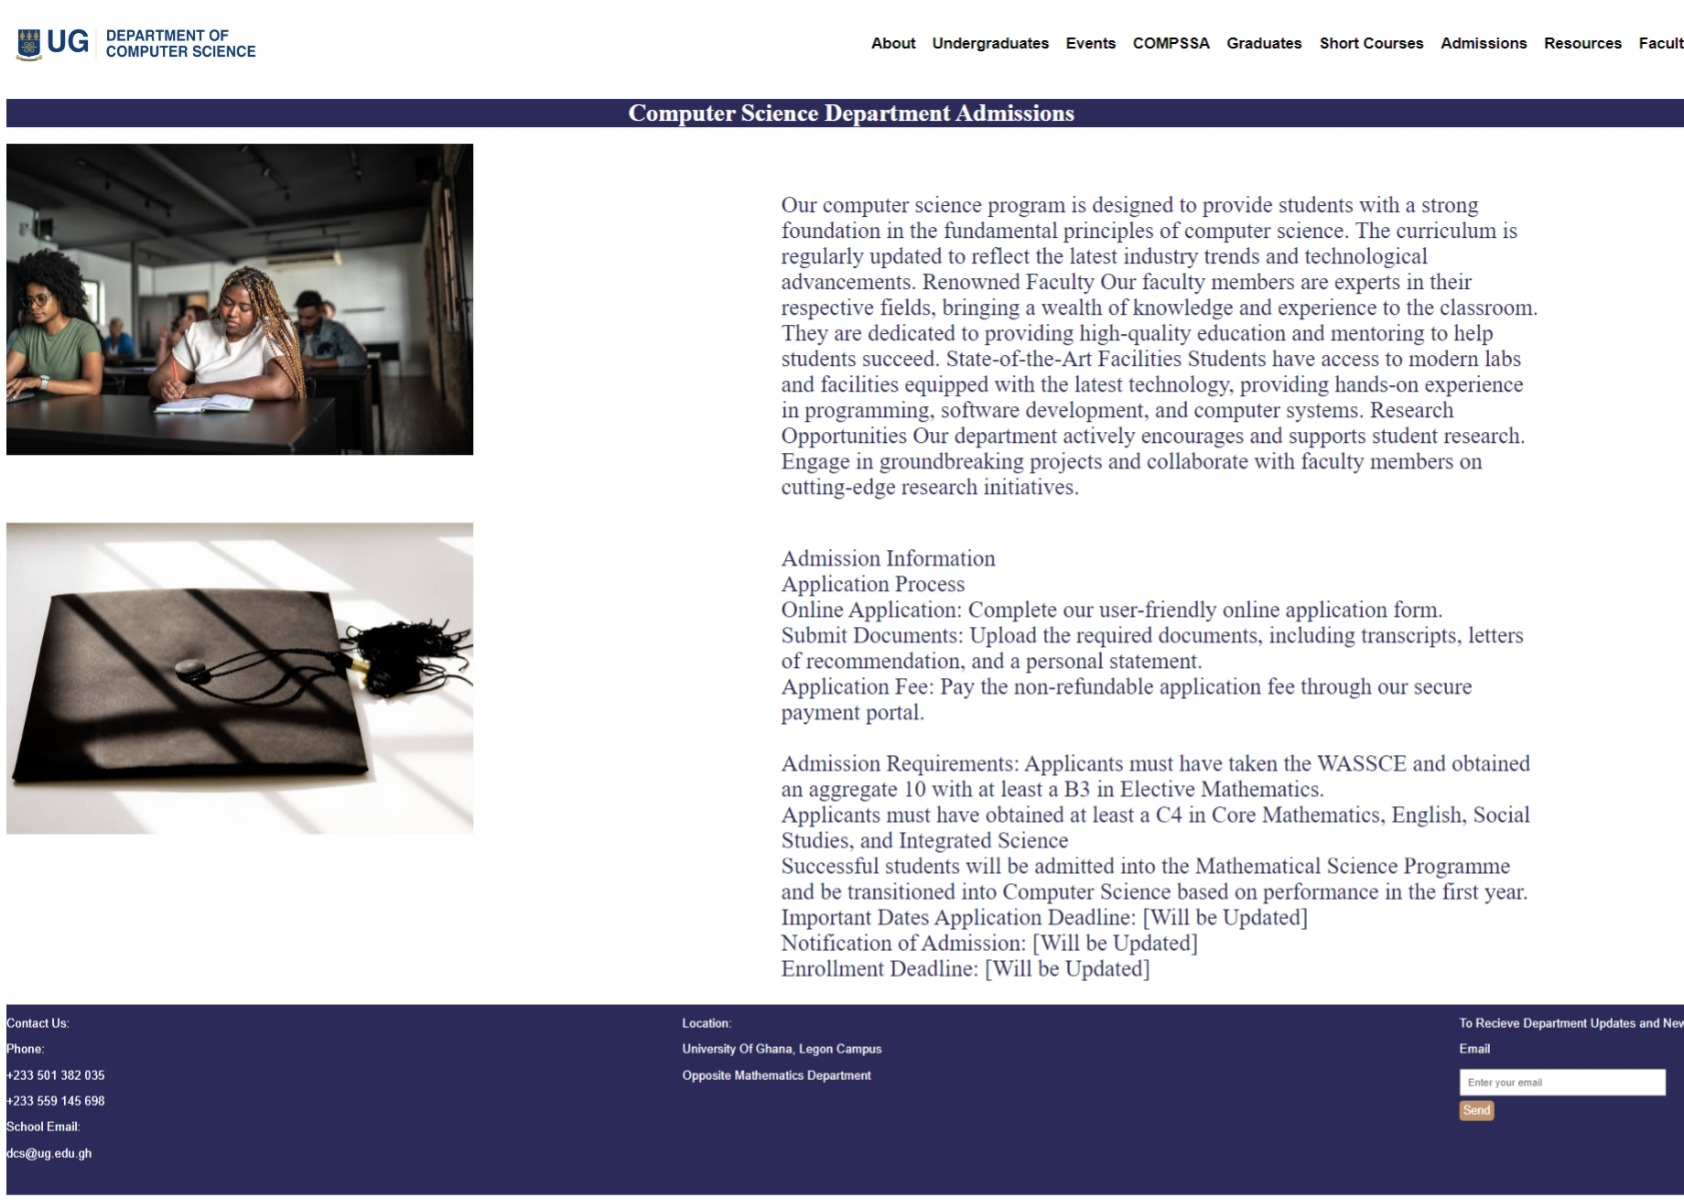 UG DEPARTMENT OF
COMPUTER SCIENCE
About Undergraduates Events COMPSSA Graduates Short Courses Admissions Resources Facult
Computer Science Department Admissions
Our computer science program is designed to provide students with a strong
foundation in the fundamental principles of computer science. The curriculum is
regularly updated to reflect the latest industry trends and technological
advancements. Renowned Faculty Our faculty members are experts in their
respective fields, bringing a wealth of knowledge and experience to the classroom.
They are dedicated to providing high-quality education and mentoring to help
students succeed. State-of-the-Art Facilities Students have access to modern labs
and facilities equipped with the latest technology, providing hands-on experience
in programming, software development, and computer systems. Research
Opportunities Our department actively encourages and supports student research.
Engage in groundbreaking projects and collaborate with faculty members on
cutting-edge research initiatives.
Admission Information
Application Process
Online Application: Complete our user-friendly online application form.
Submit Documents: Upload the required documents, including transcripts, letters
of recommendation, and a personal statement.
Application Fee: Pay the non-refundable application fee through our secure
payment portal.
Admission Requirements: Applicants must have taken the WASSCE and obtained
an aggregate 10 with at least a B3 in Elective Mathematics.
Applicants must have obtained at least a C4 in Core Mathematics, English, Social
Studies, and Integrated Science
Successful students will be admitted into the Mathematical Science Programme
and be transitioned into Computer Science based on performance in the first year.
Important Dates Application Deadline: [Will be Updated]
Notification of Admission: [Will be Updated]
Enrollment Deadline: [Will be Updated]
Contact Us:
Phone:
+233 501 382 035
+233 559 145 698
School Email:
dcs@ug.edu.gh
Location:
University Of Ghana, Legon Campus
Opposite Mathematics Department
To Recieve Department Updates and New
Email
Enter your email
Send